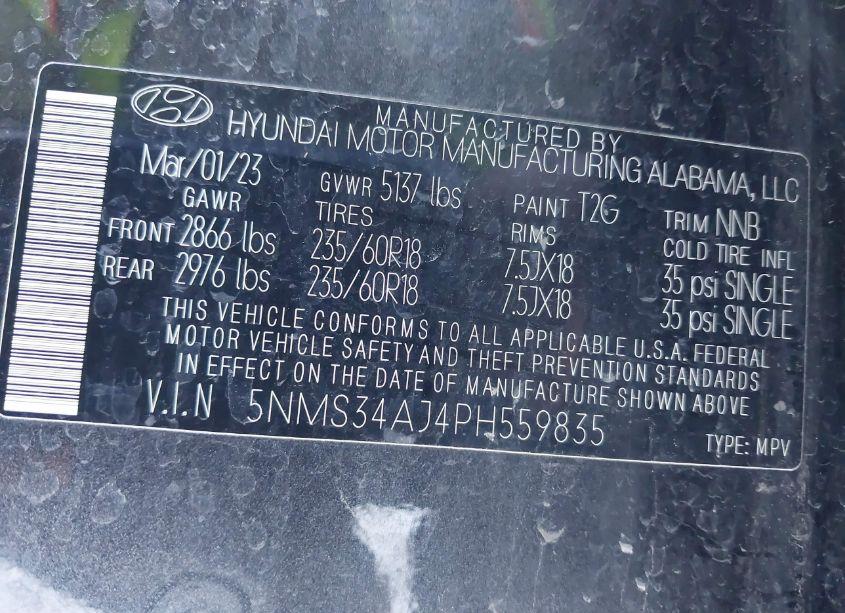 MANUFACTURED BY
HYUNDAI MOTOR MANUFACTURING ALABAMA, LLC
Mar/01/23 GVWR 5137 lbs PAINT T2G TRIM NNB
GAWR TIRES RIMS COLD TIRE INFL
FRONT 2866 lbs 235/60R18 7.5JX18 35 psi SINGLE
REAR 2976 lbs 235/60R18 7.5JX18 35 psi SINGLE
THIS VEHICLE CONFORMS TO ALL APPLICABLE U.S.A. FEDERAL
MOTOR VEHICLE SAFETY AND THEFT PREVENTION STANDARDS
IN EFFECT ON THE DATE OF MANUFACTURE SHOWN ABOVE
V.I.N 5NMS34AJ4PH559835 TYPE: MPV